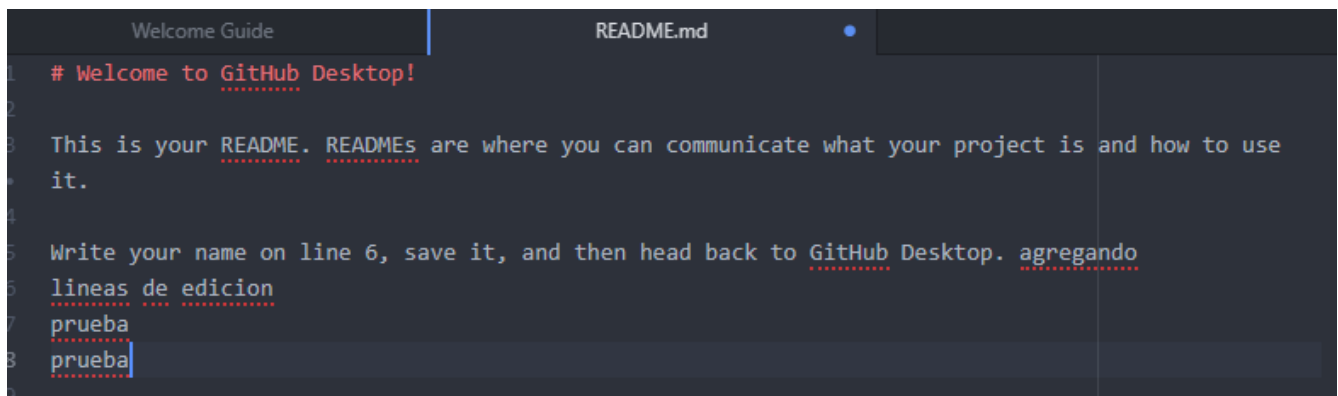 Welcome Guide README.md
1 # Welcome to GitHub Desktop!
2
3 This is your README. READMEs are where you can communicate what your project is and how to use
• it.
4
5 Write your name on line 6, save it, and then head back to GitHub Desktop. agregando
6 lineas de edicion
7 prueba
8 prueba
9